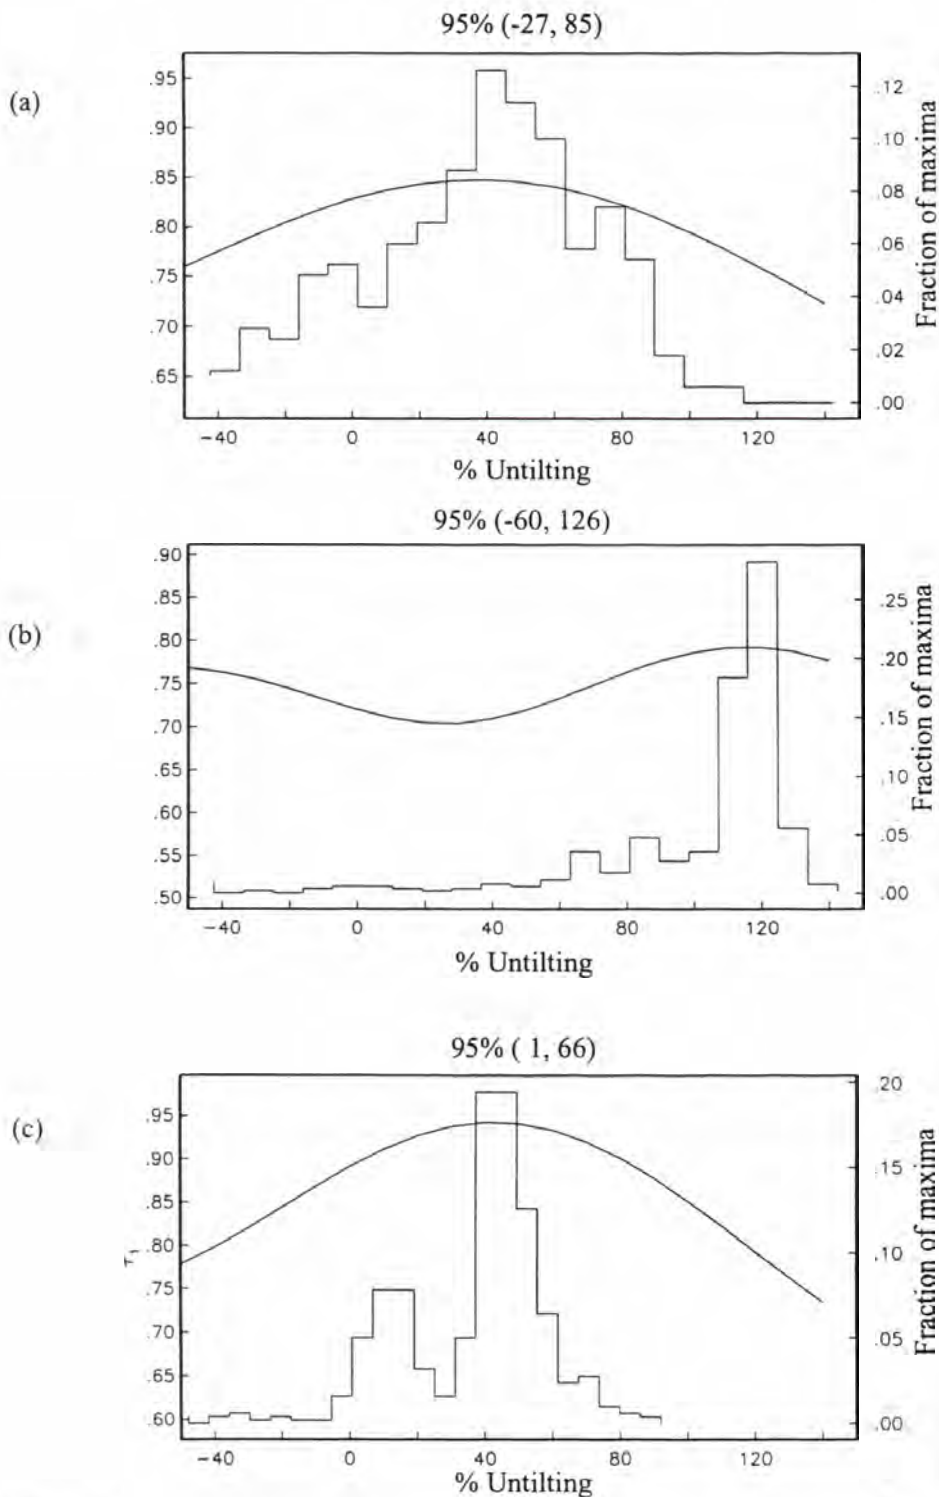 95% (-27, 85)
(a)
.95
.90
.85
.80
.75
.70
.65
.12
.10
.08
.06
.04
.02
.00
Fraction of maxima
-40 0 40 80 120
% Untilting
95% (-60, 126)
(b)
.90
.85
.80
.75
.70
.65
.60
.55
.50
.25
.20
.15
.10
.05
.00
Fraction of maxima
-40 0 40 80 120
% Untilting
95% ( 1, 66)
(c)
.95
.90
.85
.80
.75
.70
.65
.60
τ₁
.20
.15
.10
.05
.00
Fraction of maxima
-40 0 40 80 120
% Untilting